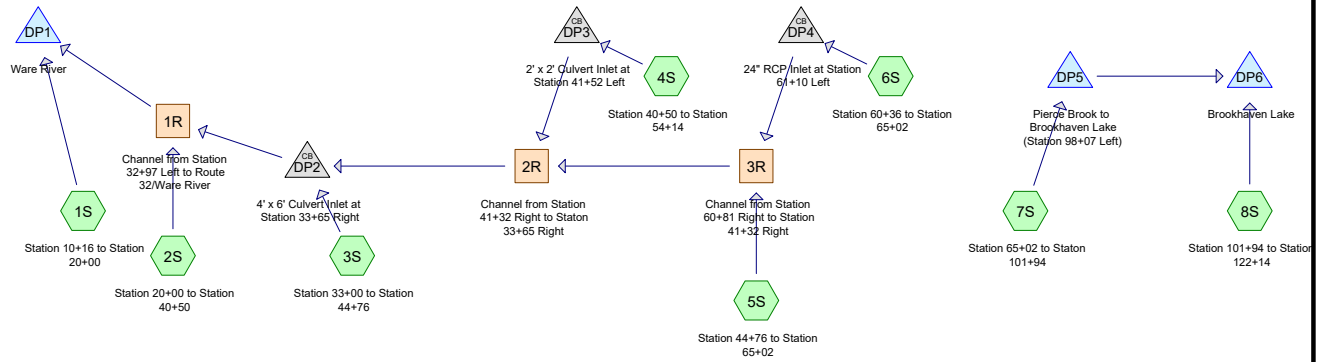 DP1
Ware River
1R
Channel from Station
32+97 Left to Route
32/Ware River
1S
Station 10+16 to Station
20+00
2S
Station 20+00 to Station
40+50
CB
DP2
4' x 6' Culvert Inlet at
Station 33+65 Right
3S
Station 33+00 to Station
44+76
CB
DP3
2' x 2' Culvert Inlet at
Station 41+52 Left
4S
Station 40+50 to Station
54+14
2R
Channel from Station
41+32 Right to Staton
33+65 Right
CB
DP4
24" RCP Inlet at Station
61+10 Left
6S
Station 60+36 to Station
65+02
3R
Channel from Station
60+81 Right to Station
41+32 Right
5S
Station 44+76 to Station
65+02
DP5
Pierce Brook to
Brookhaven Lake
(Station 98+07 Left)
7S
Station 65+02 to Staton
101+94
DP6
Brookhaven Lake
8S
Station 101+94 to Station
122+14